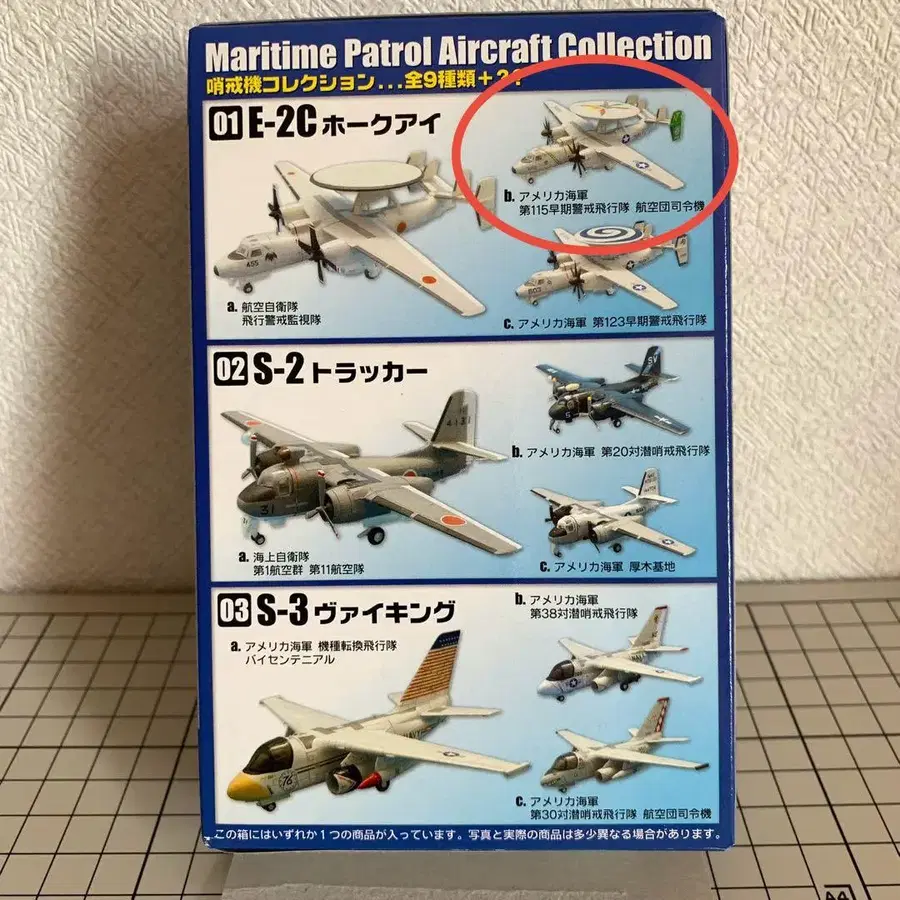 Maritime Patrol Aircraft Collection
哨戒機コレクション...全9種類+2?
01 E-2C ホークアイ
b. アメリカ海軍
第115早期警戒飛行隊 航空団司令機
a. 航空自衛隊
飛行警戒監視隊
c. アメリカ海軍 第123早期警戒飛行隊
02 S-2 トラッカー
b. アメリカ海軍 第20対潜哨戒飛行隊
a. 海上自衛隊
第1航空群 第11航空隊
c. アメリカ海軍 厚木基地
03 S-3 ヴァイキング
a. アメリカ海軍 機種転換飛行隊
バイセンテニアル
b. アメリカ海軍
第38対潜哨戒飛行隊
c. アメリカ海軍
第30対潜哨戒飛行隊 航空団司令機
この箱にはいずれか1つの商品が入っています。写真と実際の商品は多少異なる場合があります。
455
603
4131
31
SV
S
76
A4